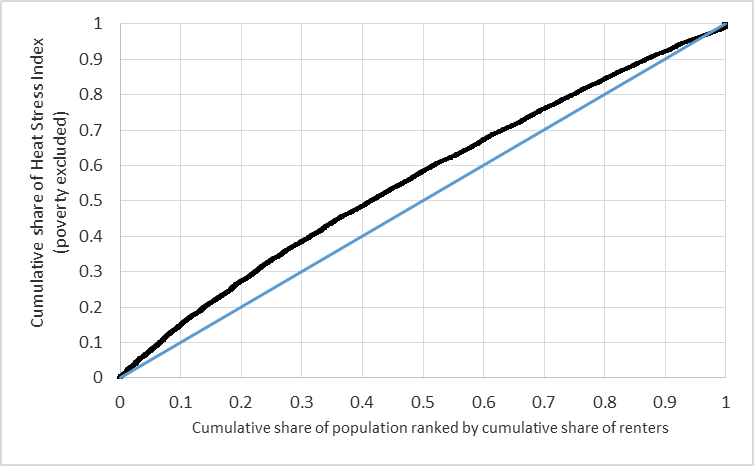 Cumulative share of Heat Stress Index
(poverty excluded)
1
0.9
0.8
0.7
0.6
0.5
0.4
0.3
0.2
0.1
0
0 0.1 0.2 0.3 0.4 0.5 0.6 0.7 0.8 0.9 1
Cumulative share of population ranked by cumulative share of renters